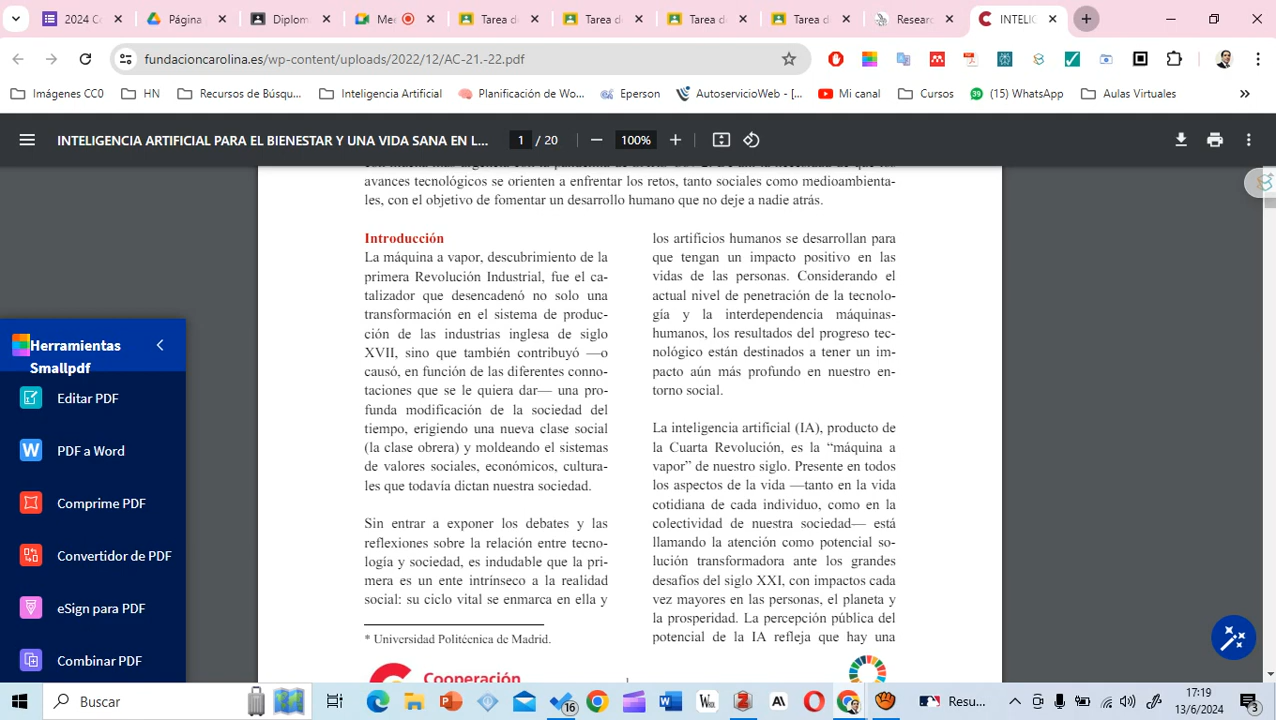 2024 Co
Página
Diplom
Mee
Tarea d
Tarea d
Tarea d
Tarea d
Researc
INTELIG
fundacioncarolina.es/wp-content/uploads/2022/12/AC-21.-22.pdf
Imágenes CC0
HN
Recursos de Búsqu...
Inteligencia Artificial
Planificación de Wo...
Eperson
AutoservicioWeb - [...
Mi canal
Cursos
39
(15) WhatsApp
Aulas Virtuales
INTELIGENCIA ARTIFICIAL PARA EL BIENESTAR Y UNA VIDA SANA EN L...
1 / 20
100%
avances tecnológicos se orienten a enfrentar los retos, tanto sociales como medioambienta-
les, con el objetivo de fomentar un desarrollo humano que no deje a nadie atrás.
Introducción
La máquina a vapor, descubrimiento de la
primera Revolución Industrial, fue el ca-
talizador que desencadenó no solo una
transformación en el sistema de produc-
ción de las industrias inglesa de siglo
XVII, sino que también contribuyó —o
causó, en función de las diferentes conno-
taciones que se le quiera dar— una pro-
funda modificación de la sociedad del
tiempo, erigiendo una nueva clase social
(la clase obrera) y moldeando el sistemas
de valores sociales, económicos, cultura-
les que todavía dictan nuestra sociedad.
Sin entrar a exponer los debates y las
reflexiones sobre la relación entre tecno-
logía y sociedad, es indudable que la pri-
mera es un ente intrínseco a la realidad
social: su ciclo vital se enmarca en ella y
* Universidad Politécnica de Madrid.
Cooperación
los artificios humanos se desarrollan para
que tengan un impacto positivo en las
vidas de las personas. Considerando el
actual nivel de penetración de la tecnolo-
gía y la interdependencia máquinas-
humanos, los resultados del progreso tec-
nológico están destinados a tener un im-
pacto aún más profundo en nuestro en-
torno social.
La inteligencia artificial (IA), producto de
la Cuarta Revolución, es la “máquina a
vapor” de nuestro siglo. Presente en todos
los aspectos de la vida —tanto en la vida
cotidiana de cada individuo, como en la
colectividad de nuestra sociedad— está
llamando la atención como potencial so-
lución transformadora ante los grandes
desafíos del siglo XXI, con impactos cada
vez mayores en las personas, el planeta y
la prosperidad. La percepción pública del
potencial de la IA refleja que hay una
Herramientas
Smallpdf
Editar PDF
PDF a Word
Comprime PDF
Convertidor de PDF
eSign para PDF
Combinar PDF
Buscar
16
Resu...
17:19
13/6/2024
3